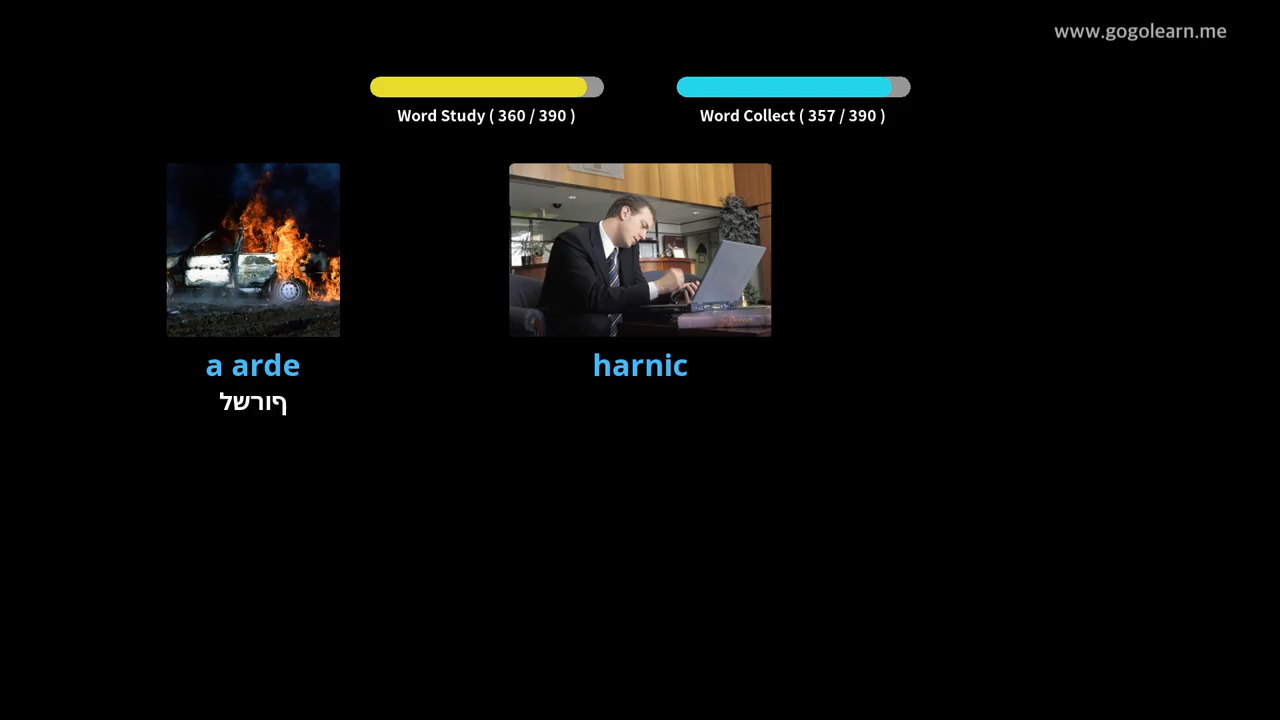 www.gogolearn.me
Word Study ( 360 / 390 )
Word Collect ( 357 / 390 )
a arde
לשרוף
harnic